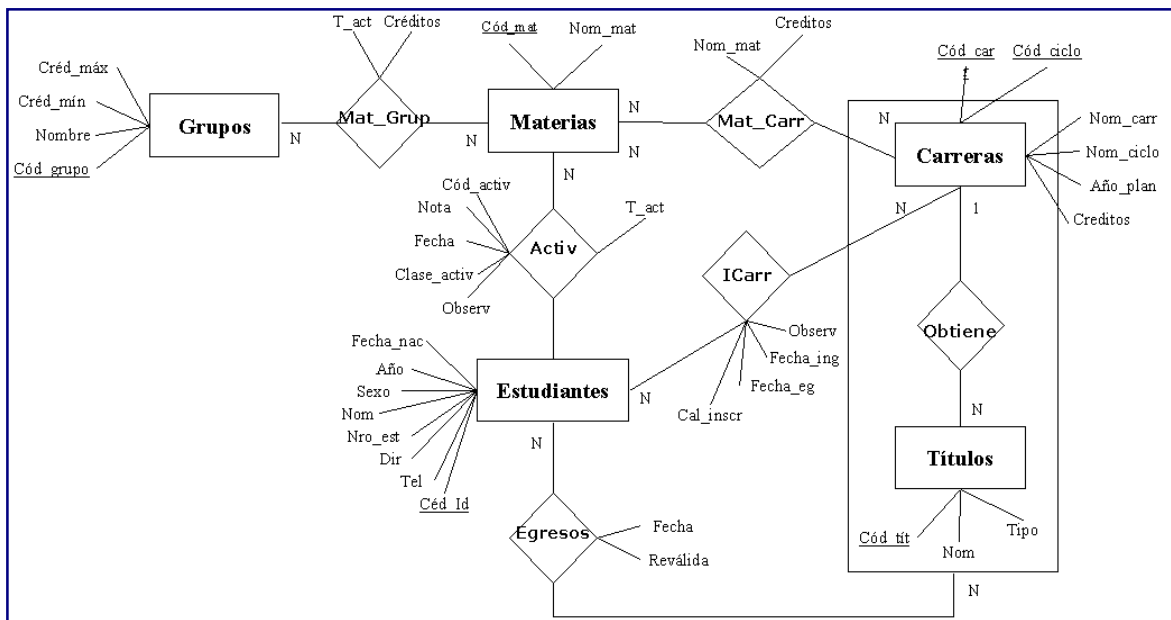 T_act
Créditos
Cód_mat
Nom_mat
Creditos
Nom_mat
Cód_car
Cód_ciclo
Créd_máx
Créd_mín
Nombre
Cód_grupo
Grupos
N
Mat_Grup
N
Materias
N
N
N
Mat_Carr
N
Carreras
Nom_carr
Nom_ciclo
Año_plan
Creditos
N
1
Cód_activ
Nota
Fecha
Clase_activ
Observ
Activ
T_act
ICarr
Observ
Fecha_ing
Fecha_eg
Cal_inscr
Obtiene
N
Fecha_nac
Año
Sexo
Nom
Nro_est
Dir
Tel
Céd_Id
Estudiantes
N
N
Títulos
Cód_tít
Nom
Tipo
Egresos
Fecha
Reválida
N